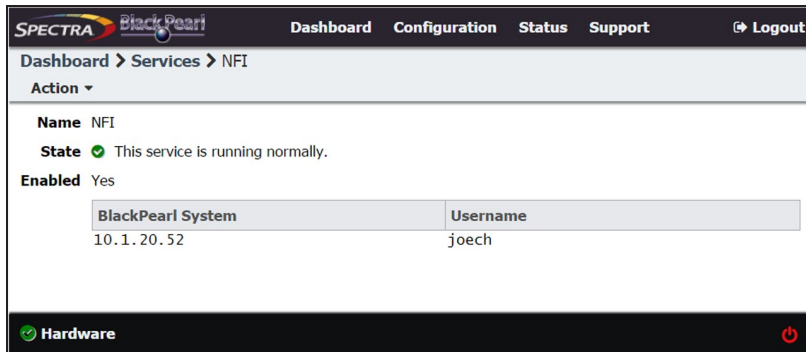 SPECTRA BlackPearl Dashboard Configuration Status Support Logout
Dashboard > Services > NFI
Action
Name NFI
State This service is running normally.
Enabled Yes
BlackPearl System Username
10.1.20.52 joech
Hardware